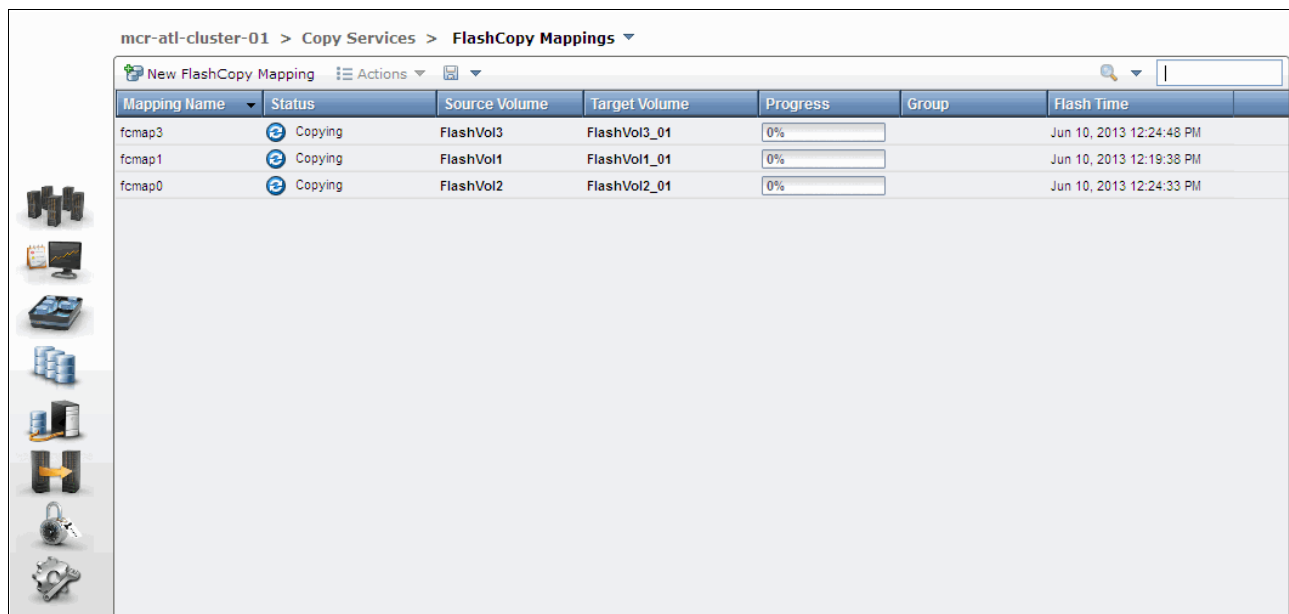 mcr-atl-cluster-01 > Copy Services > FlashCopy Mappings
New FlashCopy Mapping Actions
Mapping Name Status Source Volume Target Volume Progress Group Flash Time
fcmap3 Copying FlashVol3 FlashVol3_01 0% Jun 10, 2013 12:24:48 PM
fcmap1 Copying FlashVol1 FlashVol1_01 0% Jun 10, 2013 12:19:38 PM
fcmap0 Copying FlashVol2 FlashVol2_01 0% Jun 10, 2013 12:24:33 PM